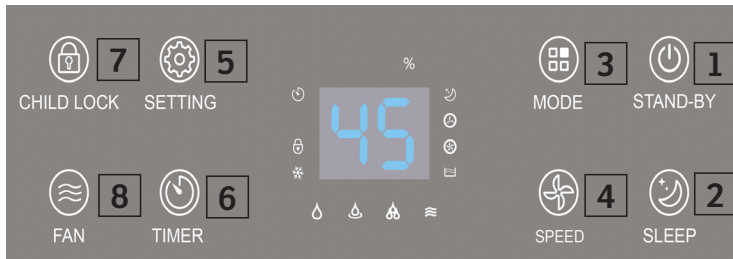 7 5 % 3 1
CHILD LOCK SETTING MODE STAND-BY
45
8 6 4 2
FAN TIMER SPEED SLEEP